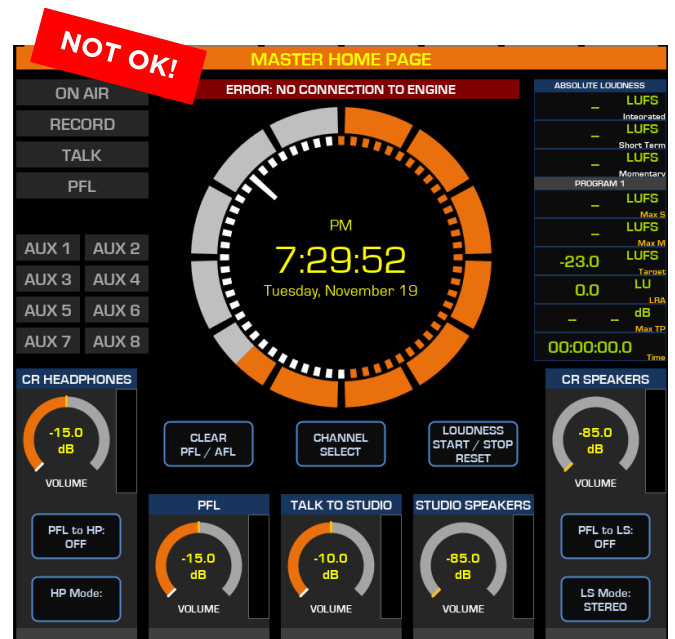 NOT OK!
MASTER HOME PAGE
ERROR: NO CONNECTION TO ENGINE
ON AIR
RECORD
TALK
PFL
AUX 1
AUX 2
AUX 3
AUX 4
AUX 5
AUX 6
AUX 7
AUX 8
PM
7:29:52
Tuesday, November 19
ABSOLUTE LOUDNESS
-- LUFS
Integrated
-- LUFS
Short Term
-- LUFS
Momentary
PROGRAM 1
-- LUFS
Max S
-- LUFS
Max M
-23.0 LUFS
Target
0.0 LU
LRA
-- -- dB
Max TP
00:00:00.0
Time
CR HEADPHONES
-15.0
dB
VOLUME
PFL to HP:
OFF
HP Mode:
CLEAR
PFL / AFL
CHANNEL
SELECT
LOUDNESS
START / STOP
RESET
PFL
-15.0
dB
VOLUME
TALK TO STUDIO
-10.0
dB
VOLUME
STUDIO SPEAKERS
-85.0
dB
VOLUME
CR SPEAKERS
-85.0
dB
VOLUME
PFL to LS:
OFF
LS Mode:
STEREO